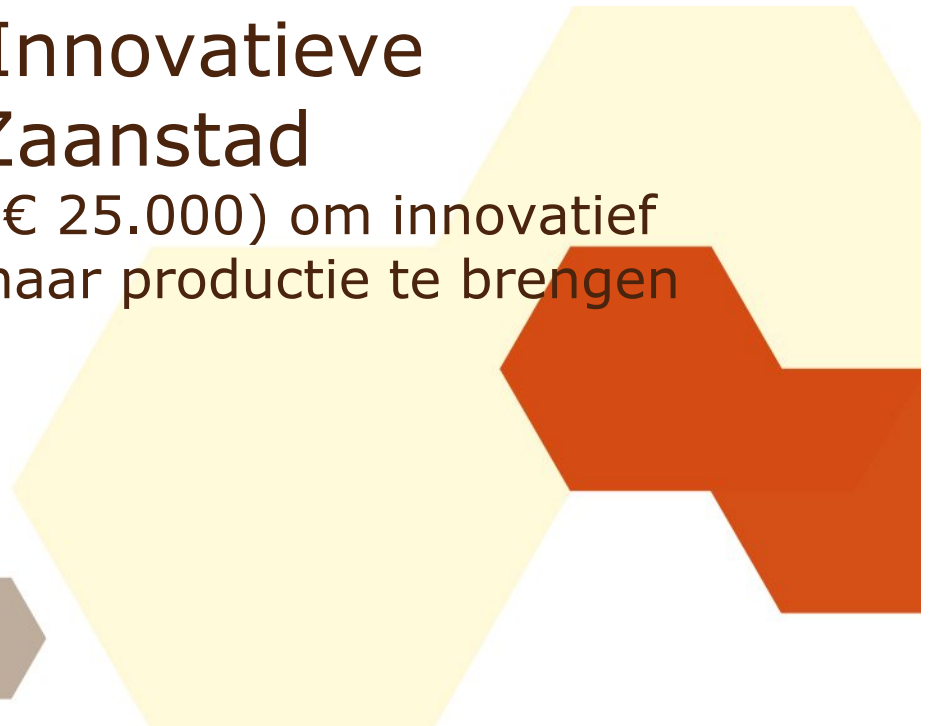 Innovatieve
Zaanstad
€ 25.000) om innovatief
naar productie te brengen